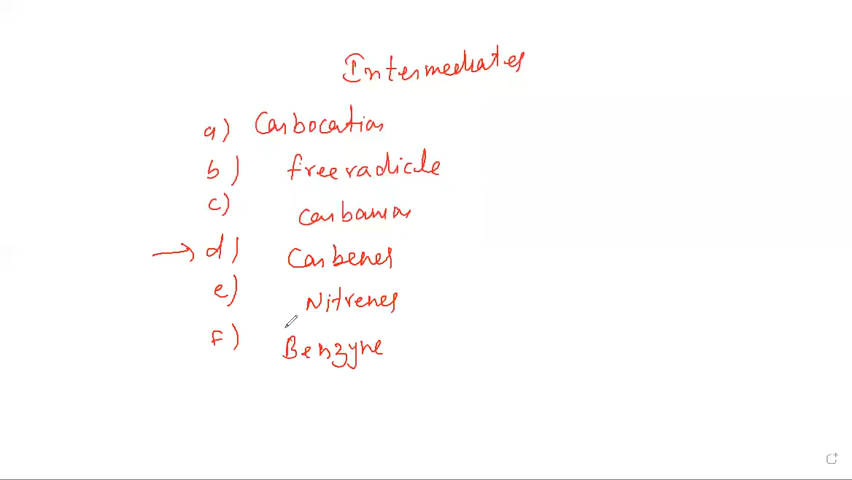 Intermediates
a) Carbocation
b) free radicle
c) Carbanion
d) Carbenes
e) Nitrenes
F) Benzyne